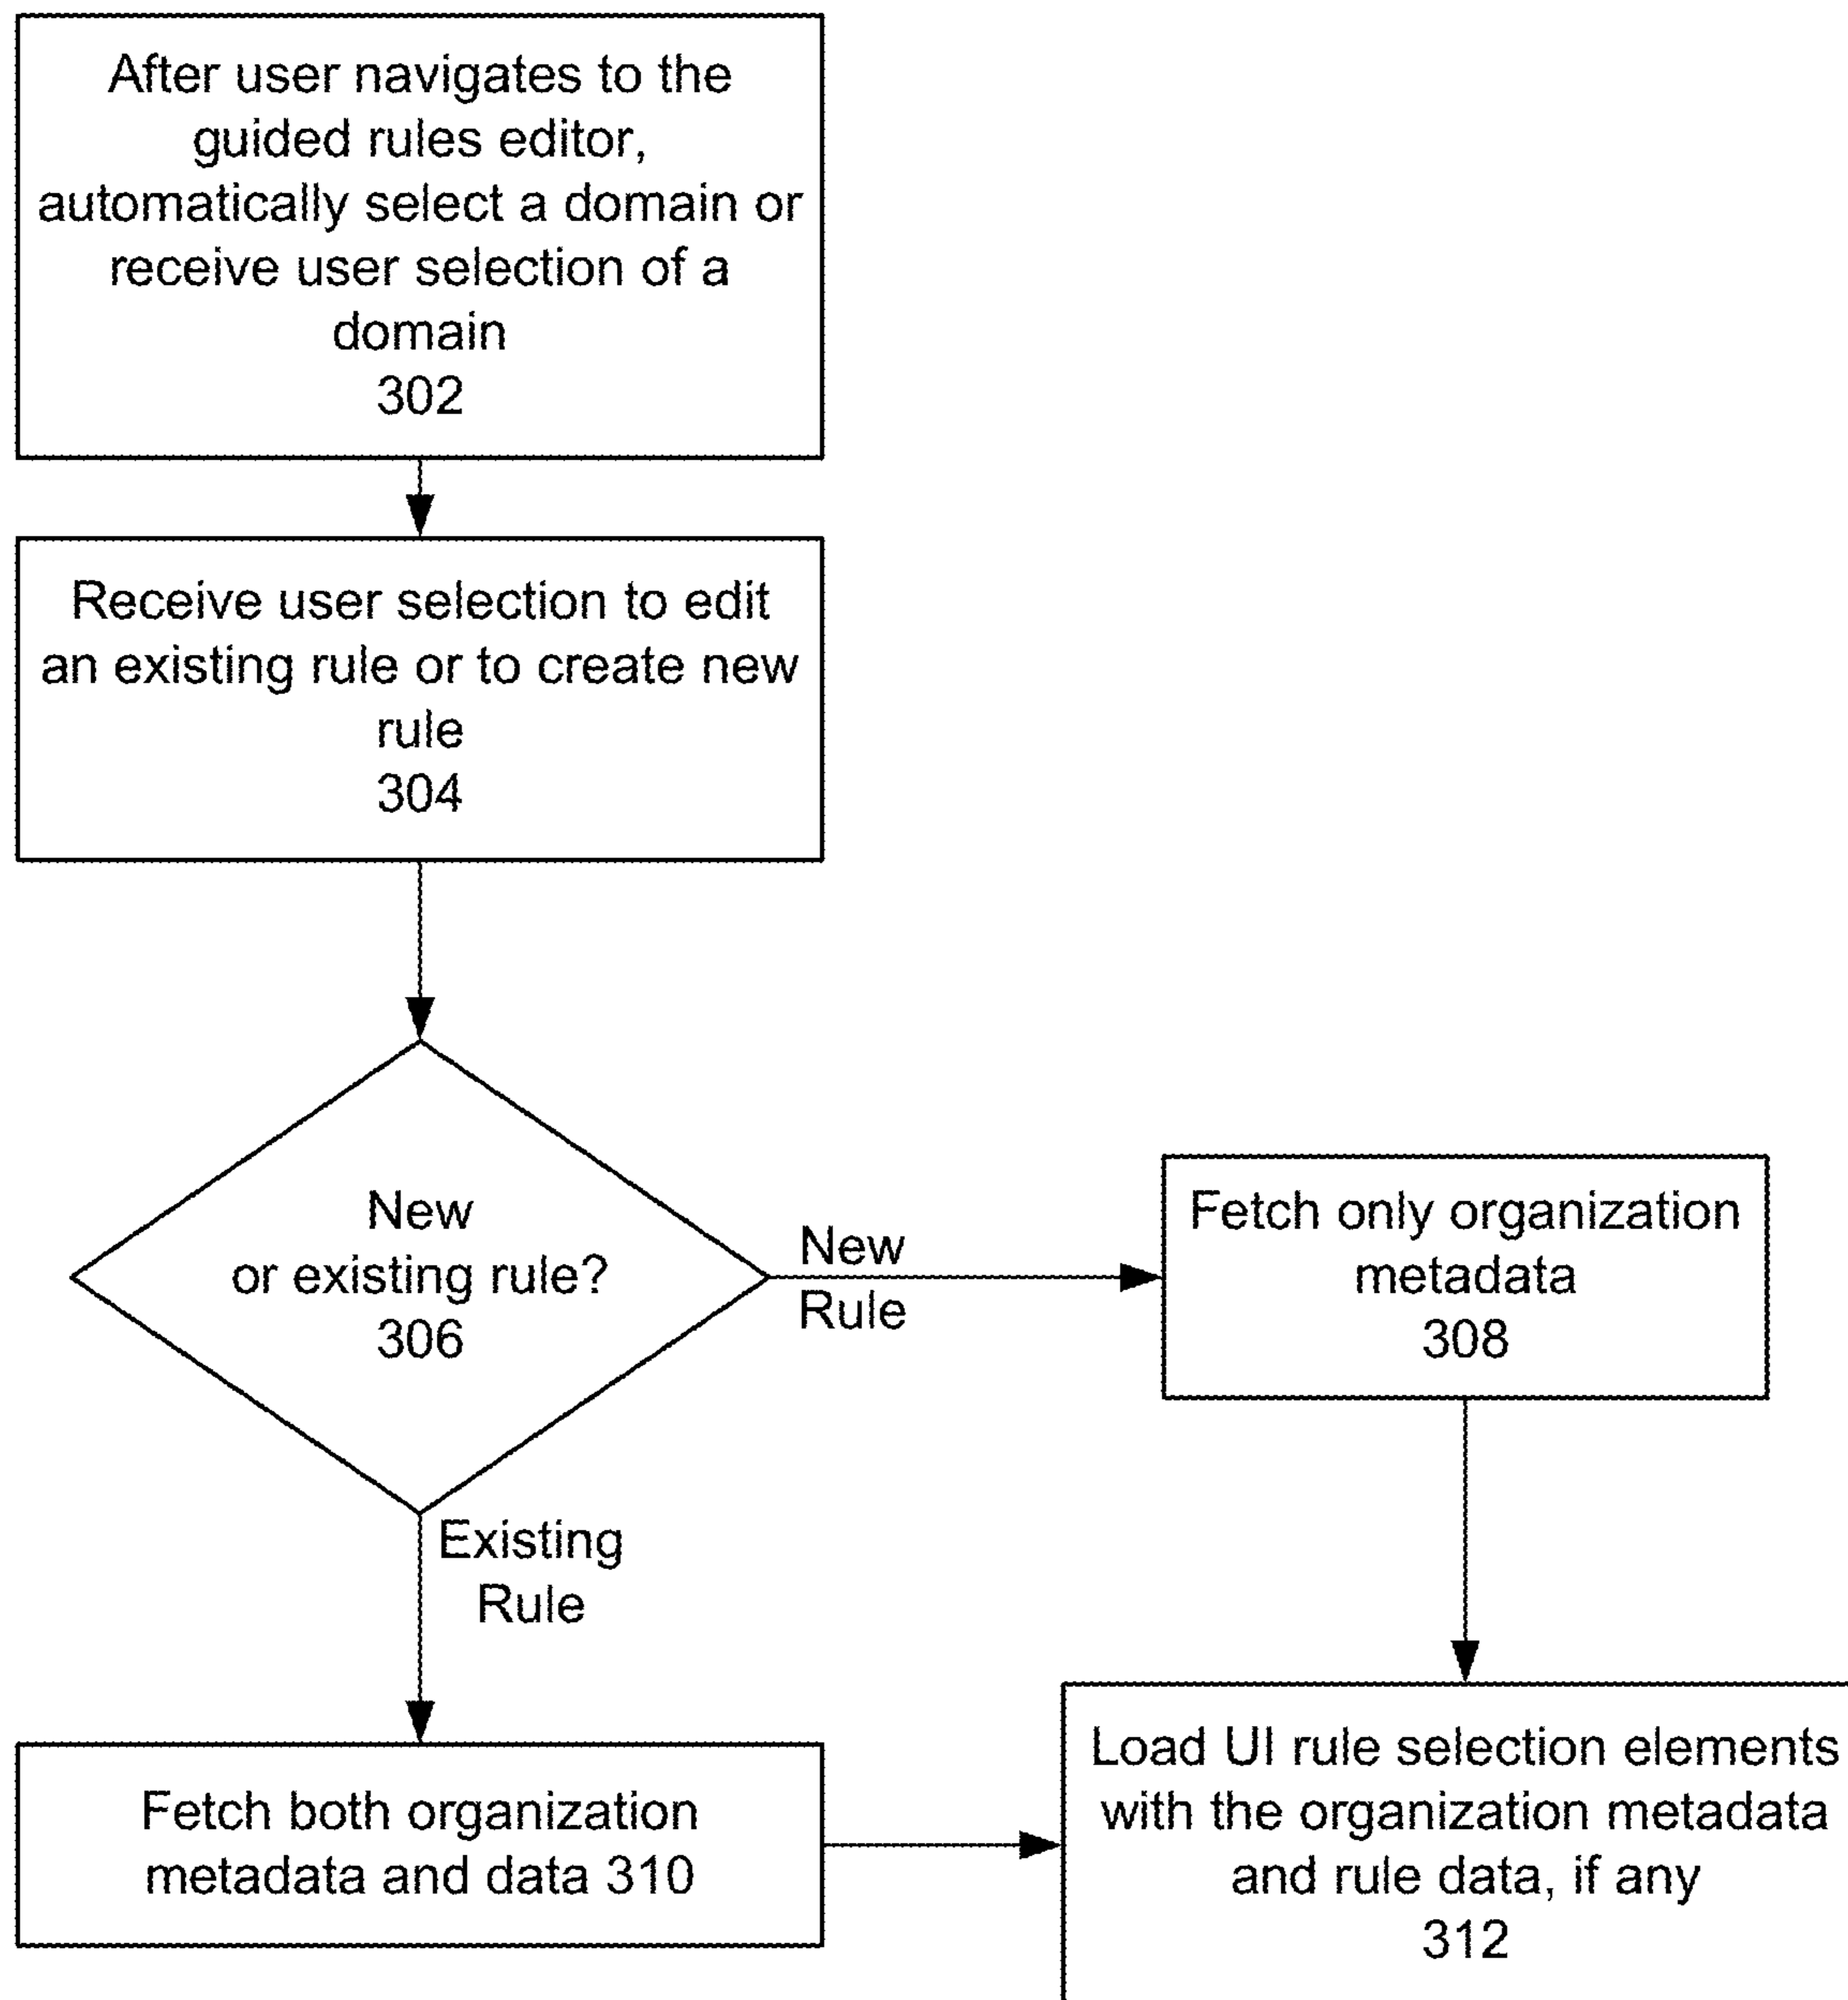 After user navigates to the
guided rules editor,
automatically select a domain or
receive user selection of a
domain
302
Receive user selection to edit
an existing rule or to create new
rule
304
New
or existing rule?
306
New
Rule
Fetch only organization
metadata
308
Existing
Rule
Fetch both organization
metadata and data 310
Load UI rule selection elements
with the organization metadata
and rule data, if any
312